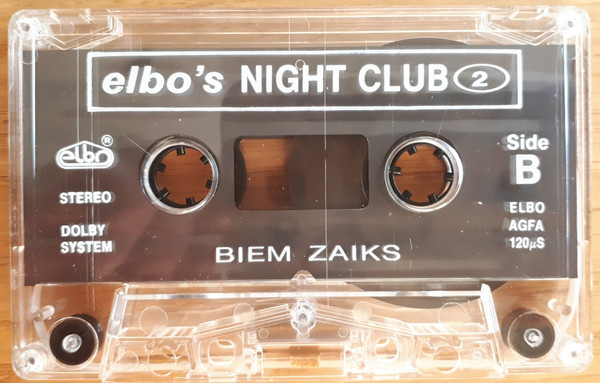 elbo's NIGHT CLUB 2
elbo®
STEREO
DOLBY
SYSTEM
Side
B
ELBO
AGFA
120µS
BIEM ZAIKS